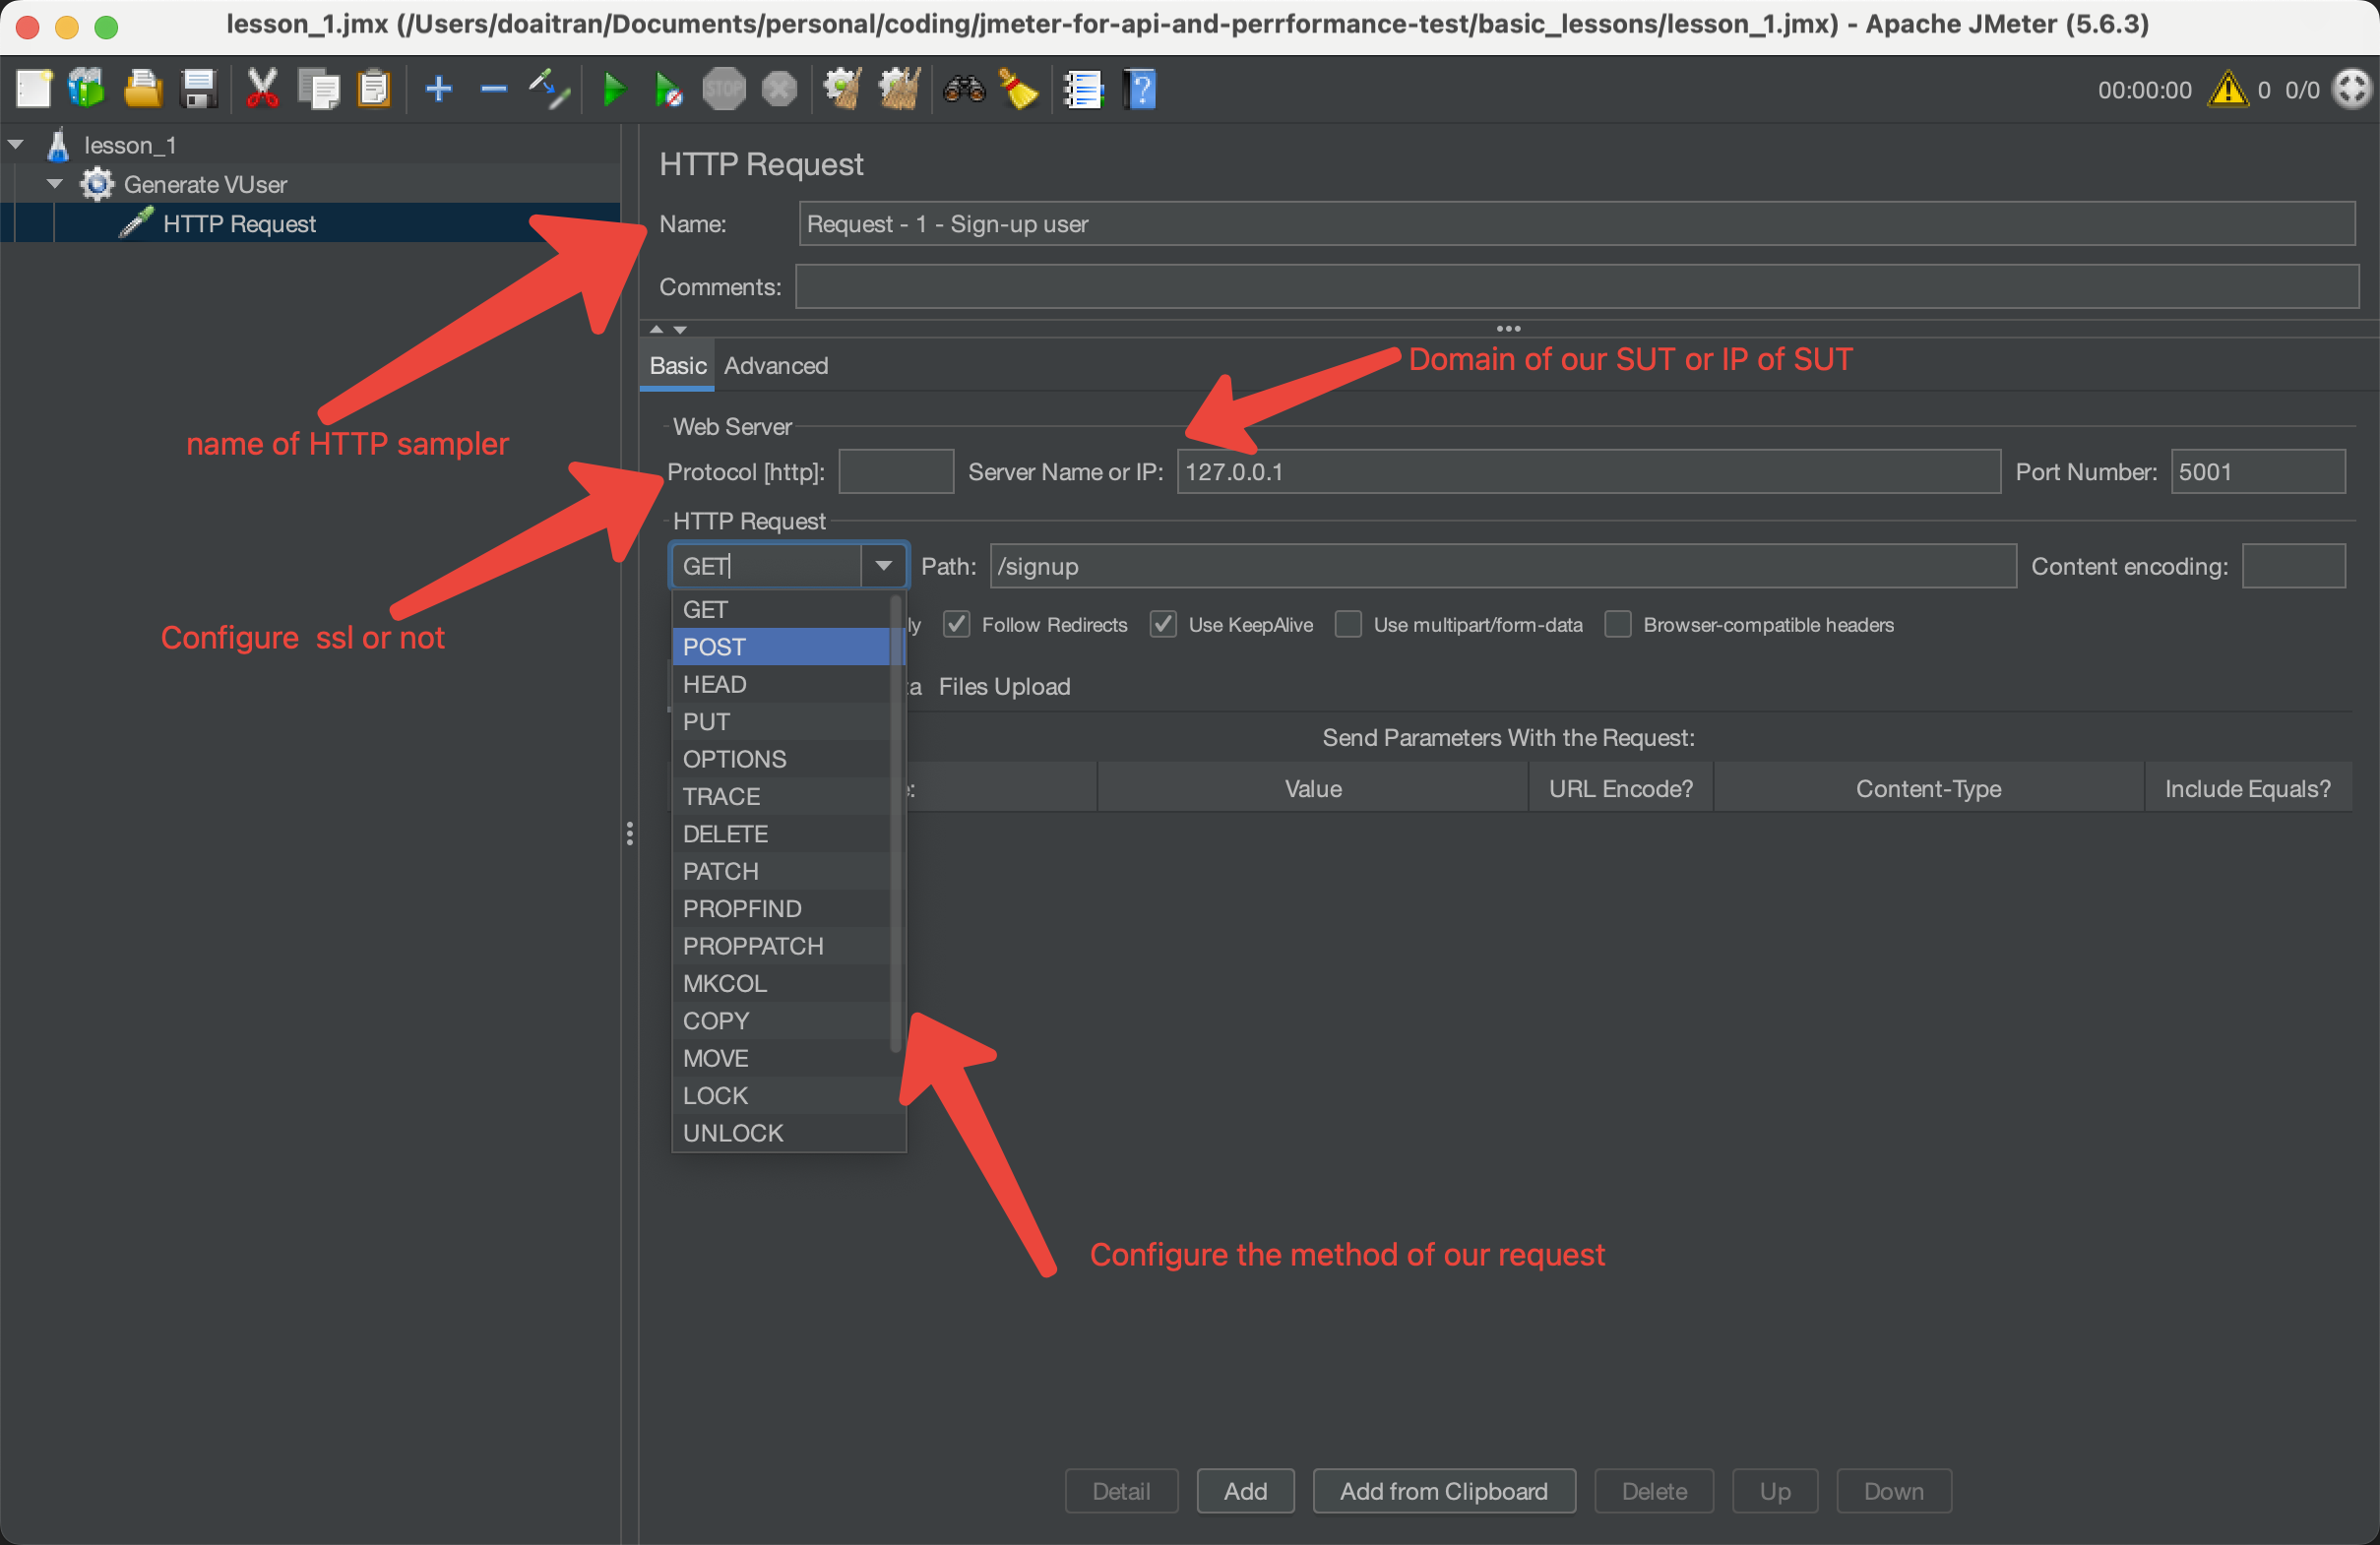 lesson_1.jmx (/Users/doaitran/Documents/personal/coding/jmeter-for-api-and-perrformance-test/basic_lessons/lesson_1.jmx) - Apache JMeter (5.6.3)
STOP
00:00:00 0 0/0
lesson_1
Generate VUser
HTTP Request
HTTP Request
Name: Request - 1 - Sign-up user
Comments:
Basic Advanced
Domain of our SUT or IP of SUT
name of HTTP sampler
Web Server
Protocol [http]: Server Name or IP: 127.0.0.1 Port Number: 5001
HTTP Request
GET Path: /signup Content encoding:
Configure ssl or not
ly Follow Redirects Use KeepAlive Use multipart/form-data Browser-compatible headers
ta Files Upload
Send Parameters With the Request:
e: Value URL Encode? Content-Type Include Equals?
GET
POST
HEAD
PUT
OPTIONS
TRACE
DELETE
PATCH
PROPFIND
PROPPATCH
MKCOL
COPY
MOVE
LOCK
UNLOCK
Configure the method of our request
Detail Add Add from Clipboard Delete Up Down